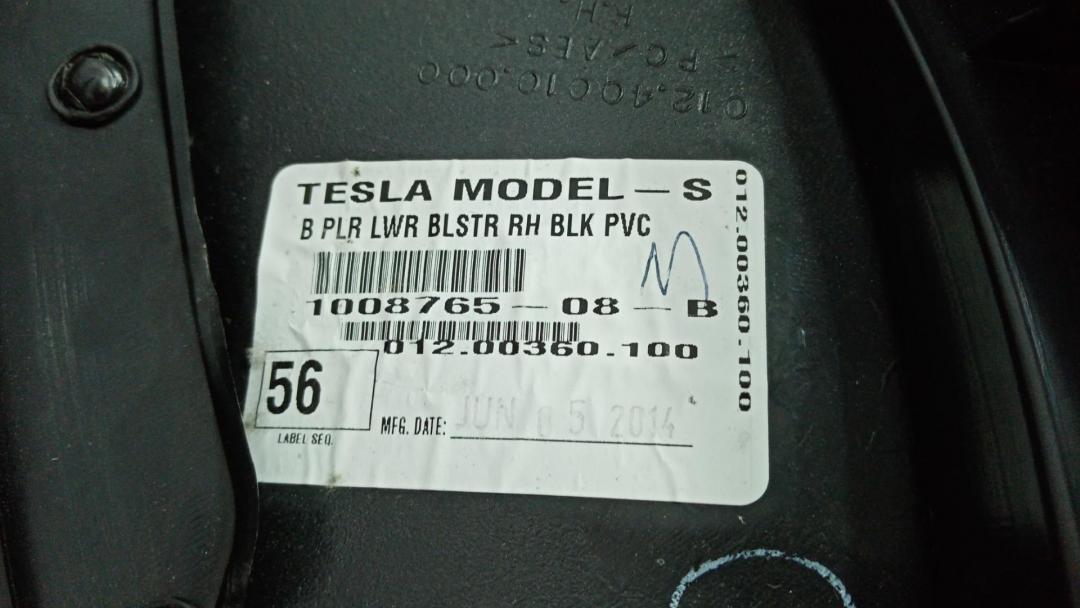 R.H.
>PC/AES<
012.40010.000
TESLA MODEL-S
B PLR LWR BLSTR RH BLK PVC
1008765-08-B
012.00360.100
56
LABEL SEQ.
MFG. DATE: JUN 05 2014
012.00360.100